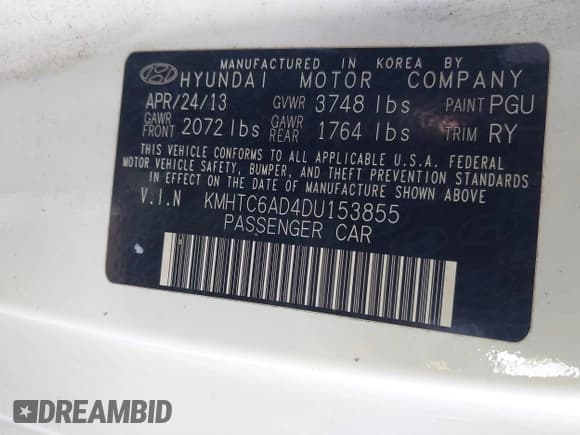 MANUFACTURED IN KOREA BY
HYUNDAI MOTOR COMPANY
APR/24/13 GVWR 3748 lbs PAINT PGU
GAWR FRONT 2072 lbs GAWR REAR 1764 lbs TRIM RY
THIS VEHICLE CONFORMS TO ALL APPLICABLE U.S.A. FEDERAL
MOTOR VEHICLE SAFETY, BUMPER, AND THEFT PREVENTION STANDARDS
IN EFFECT ON THE DATE OF MANUFACTURE SHOWN ABOVE
V.I.N KMHTC6AD4DU153855
PASSENGER CAR
DREAMBID